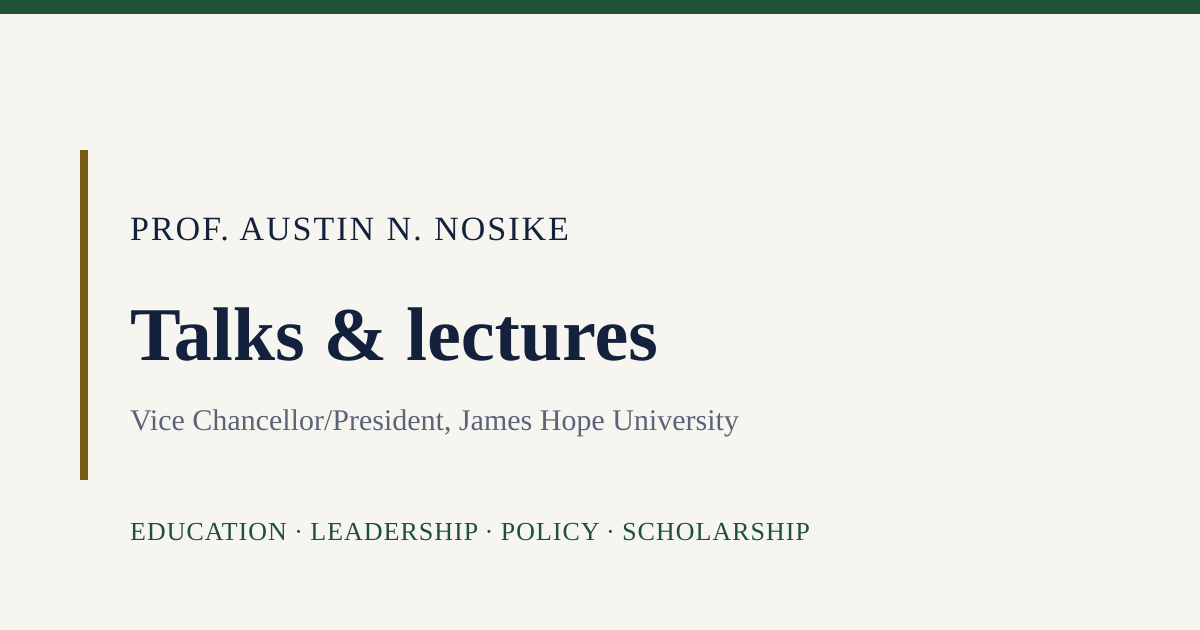 PROF. AUSTIN N. NOSIKE
Talks & lectures
Vice Chancellor/President, James Hope University
EDUCATION · LEADERSHIP · POLICY · SCHOLARSHIP